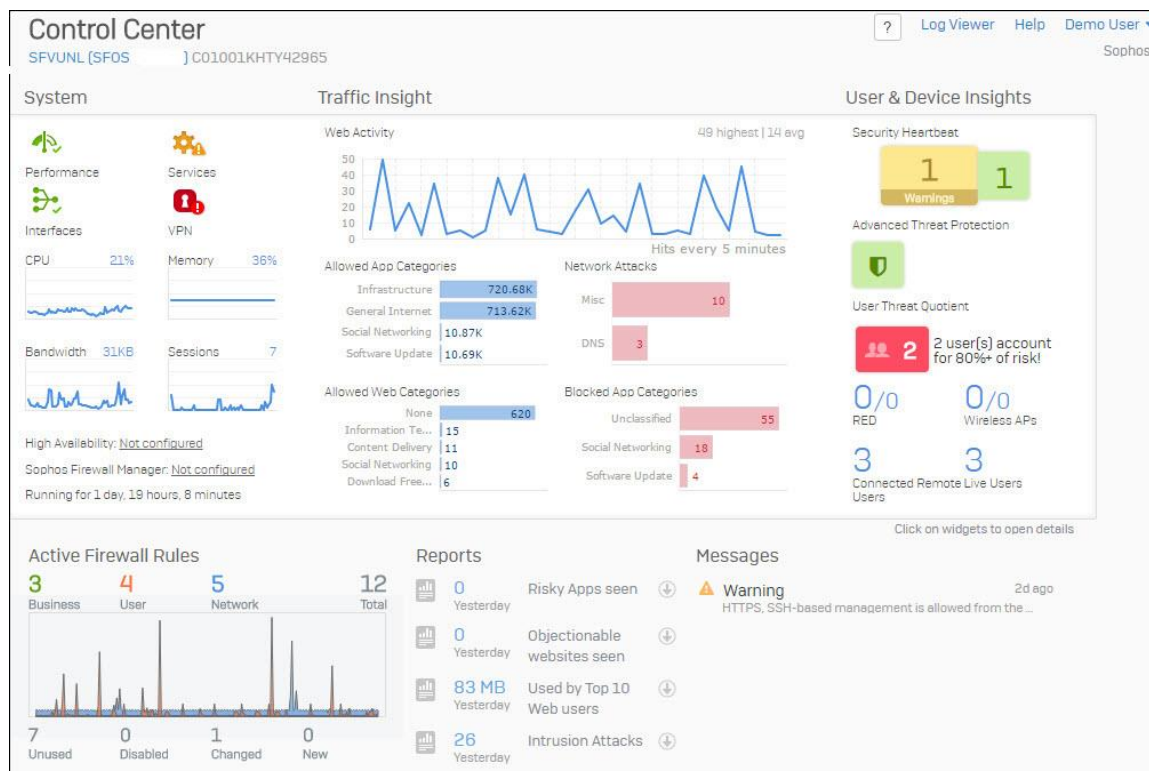 Control Center
? Log Viewer Help Demo User
SFVUNL (SFOS ) C01001KHTY42965
Sophos
System
Performance
Services
Interfaces
VPN
CPU 21%
Memory 36%
Bandwidth 31KB
Sessions 7
High Availability: Not configured
Sophos Firewall Manager: Not configured
Running for 1 day, 19 hours, 8 minutes
Traffic Insight
Web Activity 49 highest | 14 avg
50
40
30
20
10
0
Hits every 5 minutes
Allowed App Categories
Infrastructure 720.68K
General Internet 713.62K
Social Networking 10.87K
Software Update 10.69K
Network Attacks
Misc 10
DNS 3
Allowed Web Categories
None 620
Information Te... 15
Content Delivery 11
Social Networking 10
Download Free... 6
Blocked App Categories
Unclassified 55
Social Networking 18
Software Update 4
User & Device Insights
Security Heartbeat
1
Warnings
1
Advanced Threat Protection
User Threat Quotient
2
2 user(s) account
for 80%+ of risk!
0/0
RED
0/0
Wireless APs
3
Connected Remote
Users
3
Live Users
Click on widgets to open details
Active Firewall Rules
3
Business
4
User
5
Network
12
Total
7
Unused
0
Disabled
1
Changed
0
New
Reports
0
Yesterday
Risky Apps seen
0
Yesterday
Objectionable
websites seen
83 MB
Yesterday
Used by Top 10
Web users
26
Yesterday
Intrusion Attacks
Messages
Warning 2d ago
HTTPS, SSH-based management is allowed from the ...